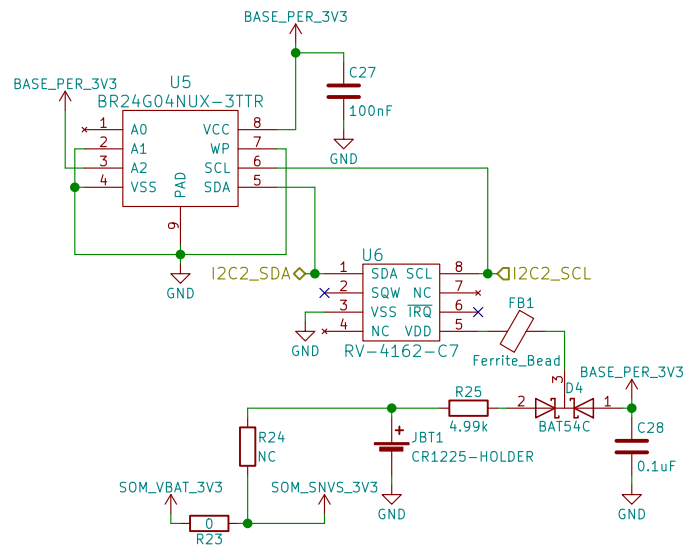 BASE_PER_3V3
BASE_PER_3V3
U5
BR24G04NUX-3TTR
C27
100nF
GND
1 A0 VCC 8
2 A1 WP 7
3 A2 SCL 6
4 VSS SDA 5
PAD
9
GND
U6
I2C2_SDA
I2C2_SCL
1 SDA SCL 8
2 SQW NC 7
3 VSS IRQ 6
4 NC VDD 5
GND
RV-4162-C7
FB1
Ferrite_Bead
BASE_PER_3V3
3
D4
2
1
BAT54C
R25
4.99k
C28
0.1uF
GND
R24
NC
JBT1
+
CR1225-HOLDER
GND
SOM_VBAT_3V3
SOM_SNVS_3V3
0
R23